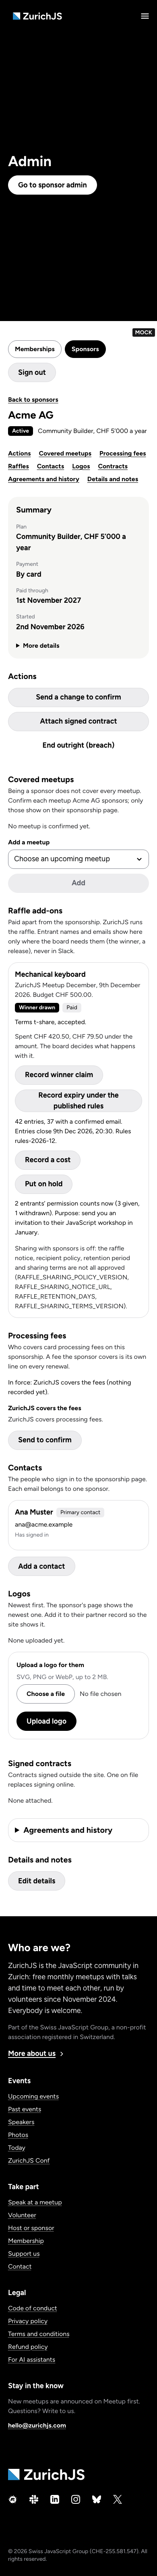 ZurichJS
Admin
Go to sponsor admin
MOCK
Memberships
Sponsors
Sign out
Back to sponsors
Acme AG
Active
Community Builder, CHF 5'000 a year
Actions
Covered meetups
Processing fees
Raffles
Contacts
Logos
Contracts
Agreements and history
Details and notes
Summary
Plan
Community Builder, CHF 5'000 a
year
Payment
By card
Paid through
1st November 2027
Started
2nd November 2026
More details
Actions
Send a change to confirm
Attach signed contract
End outright (breach)
Covered meetups
Being a sponsor does not cover every meetup.
Confirm each meetup Acme AG sponsors; only
those show on their sponsorship page.
No meetup is confirmed yet.
Add a meetup
Choose an upcoming meetup
Add
Raffle add-ons
Paid apart from the sponsorship. ZurichJS runs
the raffle. Entrant names and emails show here
only when the board needs them (the winner, a
release), never in Slack.
Mechanical keyboard
ZurichJS Meetup December, 9th December
2026. Budget CHF 500.00.
Winner drawn
Paid
Terms t-share, accepted.
Spent CHF 420.50, CHF 79.50 under the
amount. The board decides what happens
with it.
Record winner claim
Record expiry under the
published rules
42 entries, 37 with a confirmed email.
Entries close 9th Dec 2026, 20:30. Rules
rules-2026-12.
Record a cost
Put on hold
2 entrants' permission counts now (3 given,
1 withdrawn). Purpose: send you an
invitation to their JavaScript workshop in
January.
Sharing with sponsors is off: the raffle
notice, recipient policy, retention period
and sharing terms are not all approved
(RAFFLE_SHARING_POLICY_VERSION,
RAFFLE_SHARING_NOTICE_URL,
RAFFLE_RETENTION_DAYS,
RAFFLE_SHARING_TERMS_VERSION).
Processing fees
Who covers card processing fees on this
sponsorship. A fee the sponsor covers is its own
line on every renewal.
In force: ZurichJS covers the fees (nothing
recorded yet).
ZurichJS covers the fees
ZurichJS covers processing fees.
Send to confirm
Contacts
The people who sign in to the sponsorship page.
Each email belongs to one sponsor.
Ana Muster
Primary contact
ana@acme.example
Has signed in
Add a contact
Logos
Newest first. The sponsor's page shows the
newest one. Add it to their partner record so the
site shows it.
None uploaded yet.
Upload a logo for them
SVG, PNG or WebP, up to 2 MB.
Choose a file
No file chosen
Upload logo
Signed contracts
Contracts signed outside the site. One on file
replaces signing online.
None attached.
Agreements and history
Details and notes
Edit details
Who are we?
ZurichJS is the JavaScript community in
Zurich: free monthly meetups with talks
and time to meet each other, run by
volunteers since November 2024.
Everybody is welcome.
Part of the Swiss JavaScript Group, a non-profit
association registered in Switzerland.
More about us
Events
Upcoming events
Past events
Speakers
Photos
Today
ZurichJS Conf
Take part
Speak at a meetup
Volunteer
Host or sponsor
Membership
Support us
Contact
Legal
Code of conduct
Privacy policy
Terms and conditions
Refund policy
For AI assistants
Stay in the know
New meetups are announced on Meetup first.
Questions? Write to us.
hello@zurichjs.com
ZurichJS
© 2026 Swiss JavaScript Group (CHE-255.581.547). All
rights reserved.